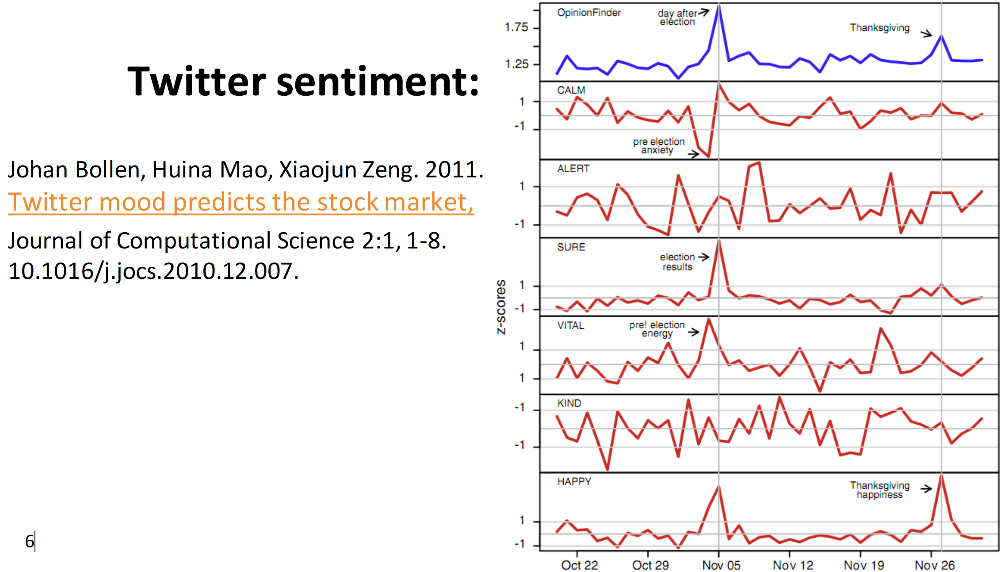 Twitter sentiment:
Johan Bollen, Huina Mao, Xiaojun Zeng. 2011.
Twitter mood predicts the stock market,
Journal of Computational Science 2:1, 1-8.
10.1016/j.jocs.2010.12.007.
6
z-scores
OpinionFinder
day after
election
Thanksgiving
1.75
1.25
CALM
1
-1
pre election
anxiety
ALERT
1
-1
SURE
election
results
1
-1
VITAL
pre! election
energy
1
1
KIND
-1
-1
HAPPY
Thanksgiving
happiness
1
-1
Oct 22 Oct 29 Nov 05 Nov 12 Nov 19 Nov 26